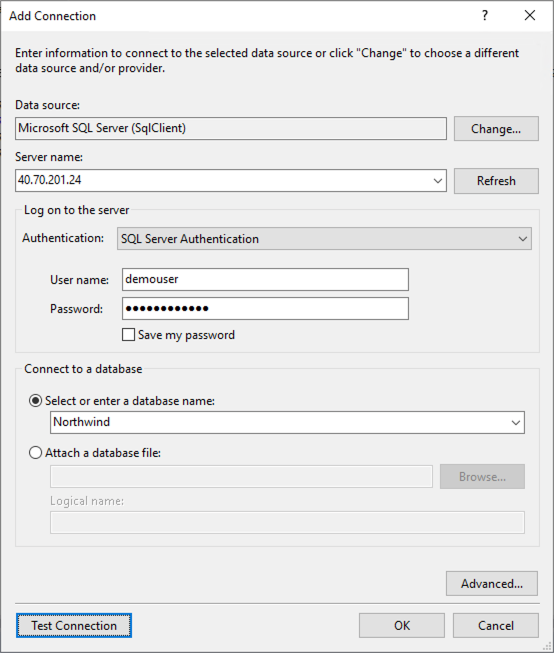 Add Connection
?
Enter information to connect to the selected data source or click "Change" to choose a different
data source and/or provider.
Data source:
Microsoft SQL Server (SqlClient)
Change...
Server name:
40.70.201.24
Refresh
Log on to the server
Authentication:
SQL Server Authentication
User name:
demouser
Password:
●●●●●●●●●●●●
Save my password
Connect to a database
Select or enter a database name:
Northwind
Attach a database file:
Browse...
Logical name:
Advanced...
Test Connection
OK
Cancel